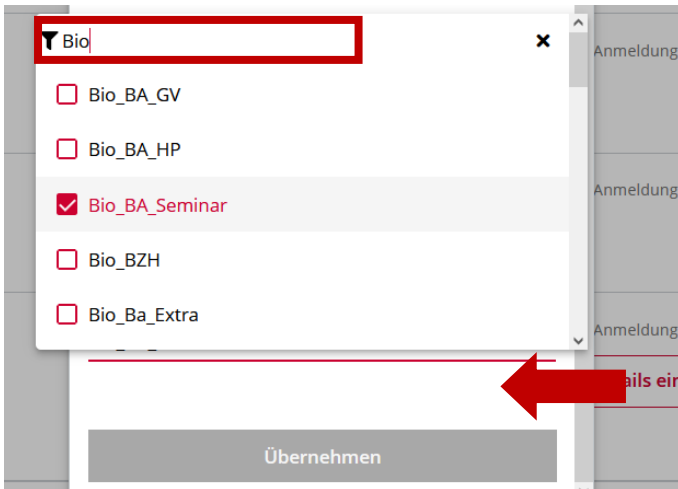 Bio
Anmeldung
Bio_BA_GV
Bio_BA_HP
Anmeldung
Bio_BA_Seminar
Bio_BZH
Bio_Ba_Extra
Anmeldung
Übernehmen